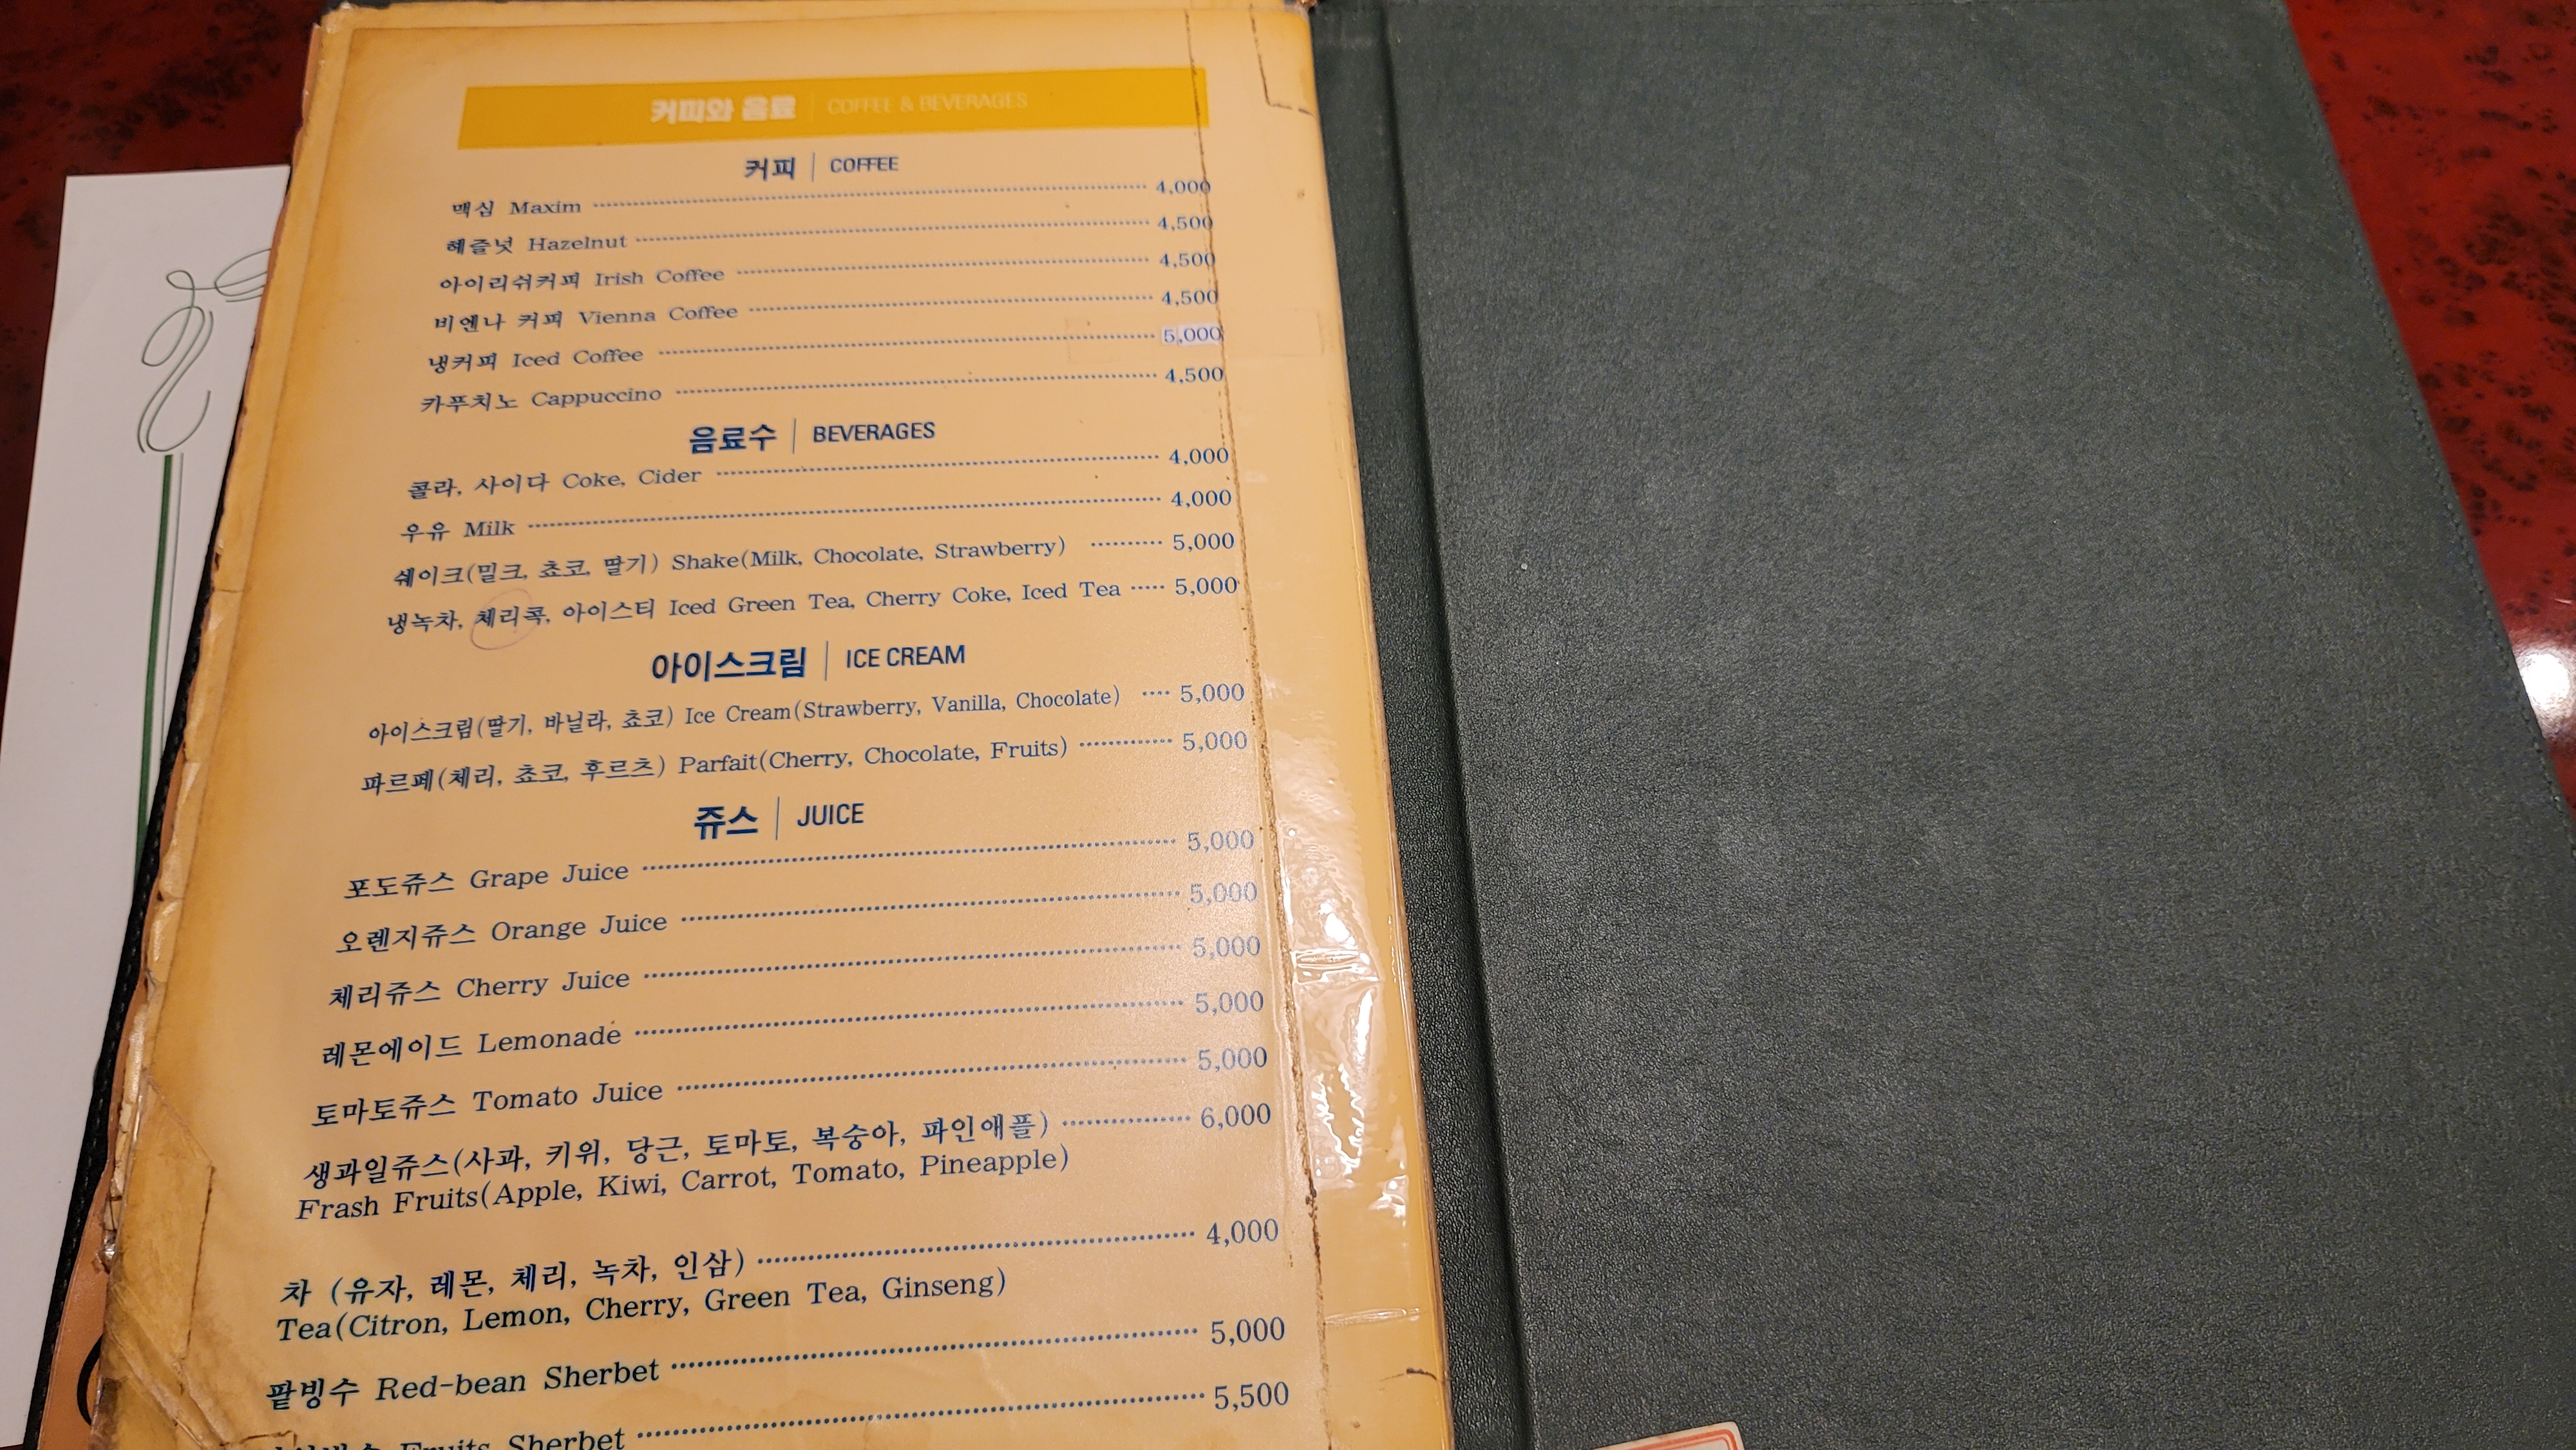 커피와 음료 | COFFEE & BEVERAGES
커피 | COFFEE
맥심 Maxim 4,000
헤즐넛 Hazelnut 4,500
아이리쉬커피 Irish Coffee 4,500
비엔나 커피 Vienna Coffee 4,500
냉커피 Iced Coffee 5,000
카푸치노 Cappuccino 4,500
음료수 | BEVERAGES
콜라, 사이다 Coke, Cider 4,000
우유 Milk 4,000
쉐이크(밀크, 쵸코, 딸기) Shake(Milk, Chocolate, Strawberry) 5,000
냉녹차, 체리콕, 아이스티 Iced Green Tea, Cherry Coke, Iced Tea 5,000
아이스크림 | ICE CREAM
아이스크림(딸기, 바닐라, 쵸코) Ice Cream(Strawberry, Vanilla, Chocolate) 5,000
파르페(체리, 쵸코, 후르츠) Parfait(Cherry, Chocolate, Fruits) 5,000
쥬스 | JUICE
포도쥬스 Grape Juice 5,000
오렌지쥬스 Orange Juice 5,000
체리쥬스 Cherry Juice 5,000
레몬에이드 Lemonade 5,000
토마토쥬스 Tomato Juice 5,000
생과일쥬스(사과, 키위, 당근, 토마토, 복숭아, 파인애플) 6,000
Frash Fruits(Apple, Kiwi, Carrot, Tomato, Pineapple)
차 (유자, 레몬, 체리, 녹차, 인삼) 4,000
Tea(Citron, Lemon, Cherry, Green Tea, Ginseng)
팥빙수 Red-bean Sherbet 5,000
Fruits Sherbet 5,500